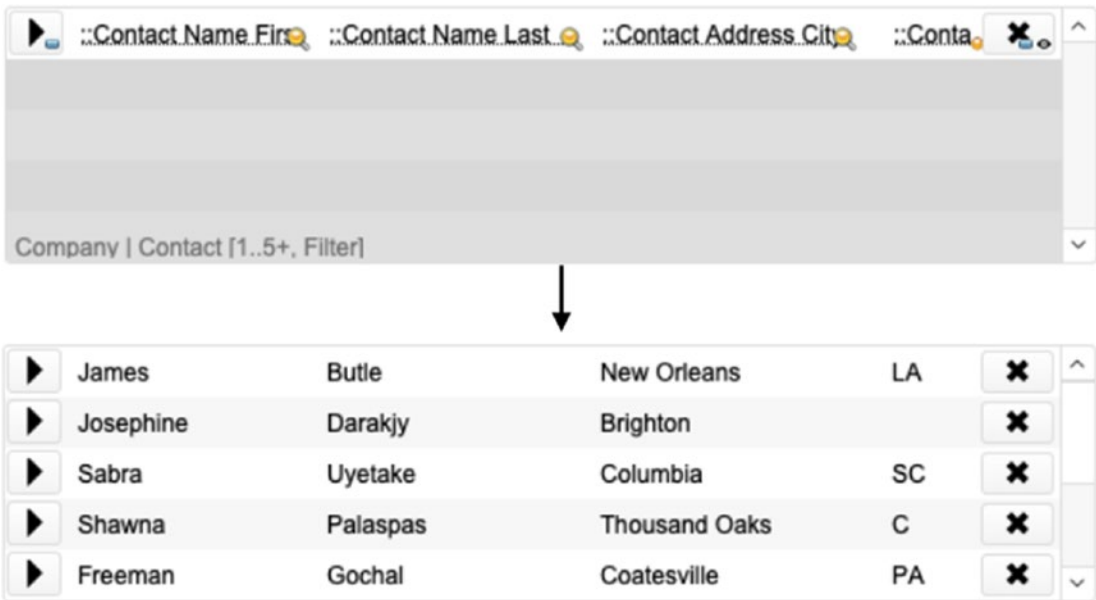 ::Contact Name Firs ::Contact Name Last ::Contact Address City ::Conta
Company | Contact [1..5+, Filter]
James Butle New Orleans LA
Josephine Darakjy Brighton
Sabra Uyetake Columbia SC
Shawna Palaspas Thousand Oaks C
Freeman Gochal Coatesville PA